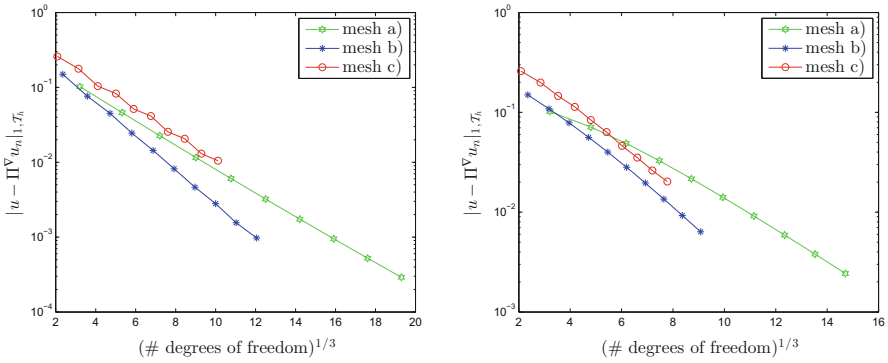 10^0
10^-1
10^-2
10^-3
10^-4
2 4 6 8 10 12 14 16 18 20
(# degrees of freedom)^{1/3}
|u − Π^∇ u_n|_{1,𝒯_h}
mesh a)
mesh b)
mesh c)
10^0
10^-1
10^-2
10^-3
2 4 6 8 10 12 14 16
(# degrees of freedom)^{1/3}
|u − Π^∇ u_n|_{1,𝒯_h}
mesh a)
mesh b)
mesh c)